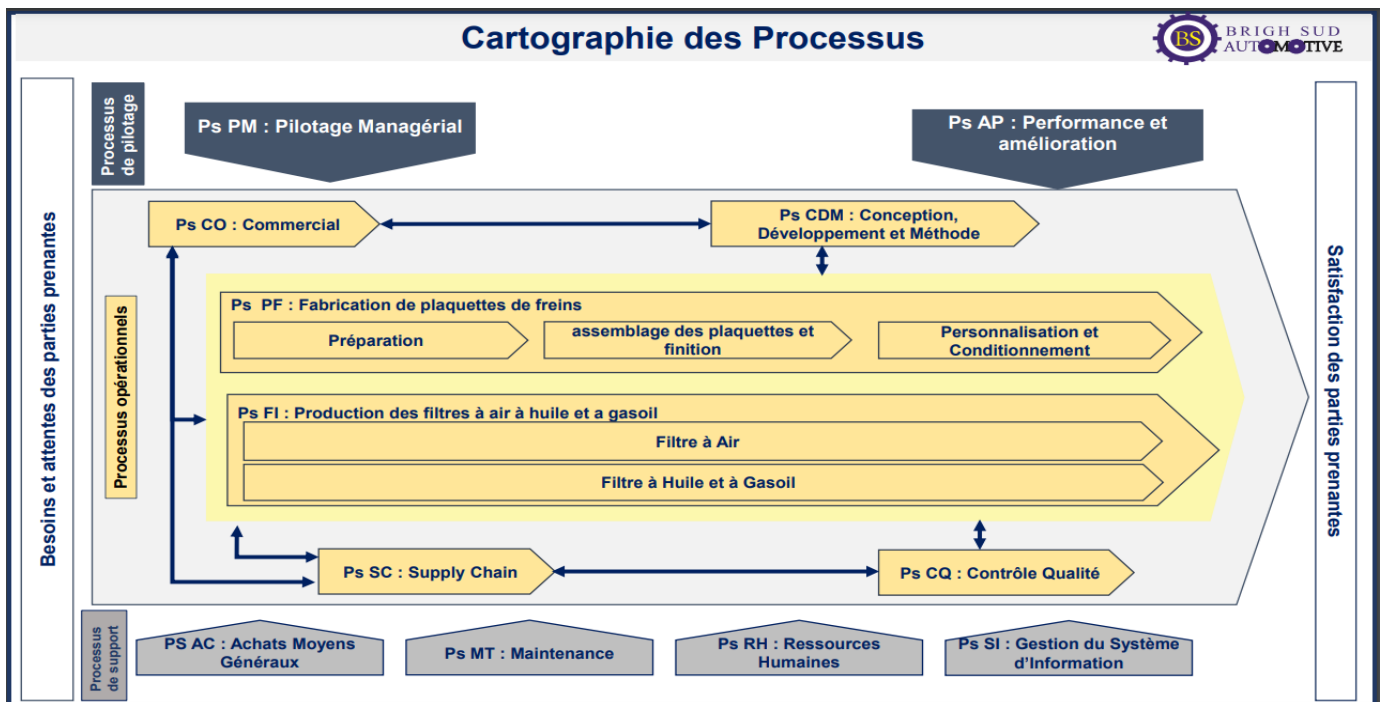 Cartographie des Processus
BS
BRIGH SUD
AUTOMOTIVE
Besoins et attentes des parties prenantes
Processus
de pilotage
Ps PM : Pilotage Managérial
Ps AP : Performance et
amélioration
Processus opérationnels
Ps CO : Commercial
Ps CDM : Conception,
Développement et Méthode
Ps PF : Fabrication de plaquettes de freins
Préparation
assemblage des plaquettes et
finition
Personnalisation et
Conditionnement
Ps FI : Production des filtres à air à huile et a gasoil
Filtre à Air
Filtre à Huile et à Gasoil
Ps SC : Supply Chain
Ps CQ : Contrôle Qualité
Processus
de support
PS AC : Achats Moyens
Généraux
Ps MT : Maintenance
Ps RH : Ressources
Humaines
Ps SI : Gestion du Système
d'Information
Satisfaction des parties prenantes